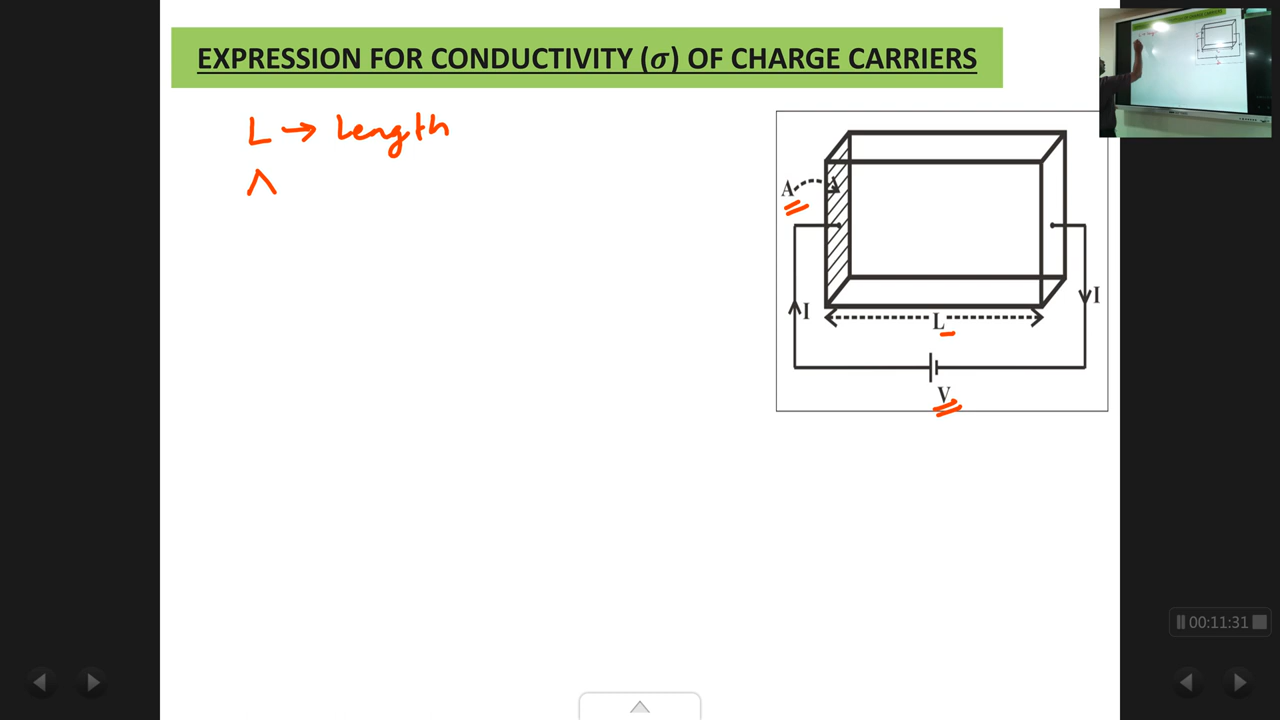 EXPRESSION FOR CONDUCTIVITY (σ) OF CHARGE CARRIERS
L → Length
A
I
L
I
V
00:11:31